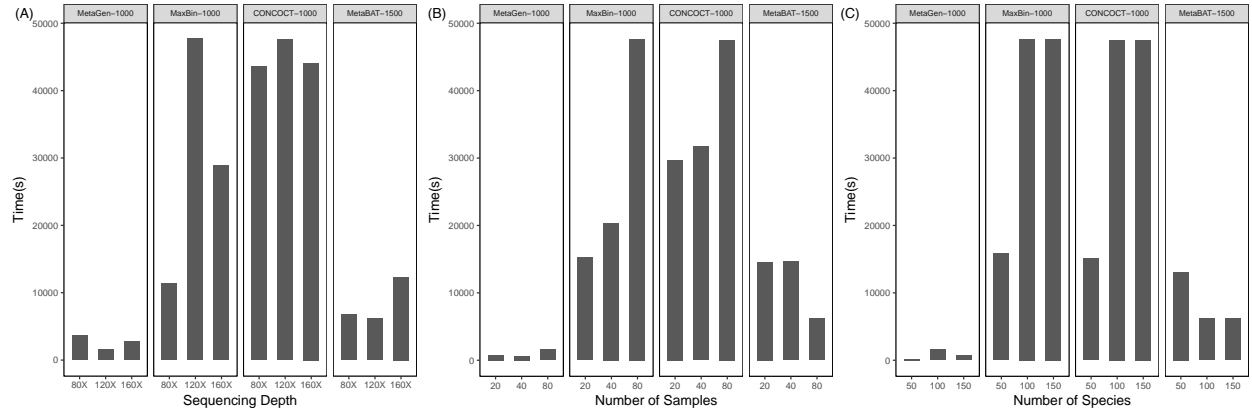 (A)
MetaGen−1000 MaxBin−1000 CONCOCT−1000 MetaBAT−1500
50000
40000
30000
20000
10000
0
Time(s)
80X 120X 160X 80X 120X 160X 80X 120X 160X 80X 120X 160X
Sequencing Depth
(B)
MetaGen−1000 MaxBin−1000 CONCOCT−1000 MetaBAT−1500
50000
40000
30000
20000
10000
0
Time(s)
20 40 80 20 40 80 20 40 80 20 40 80
Number of Samples
(C)
MetaGen−1000 MaxBin−1000 CONCOCT−1000 MetaBAT−1500
50000
40000
30000
20000
10000
0
Time(s)
50 100 150 50 100 150 50 100 150 50 100 150
Number of Species